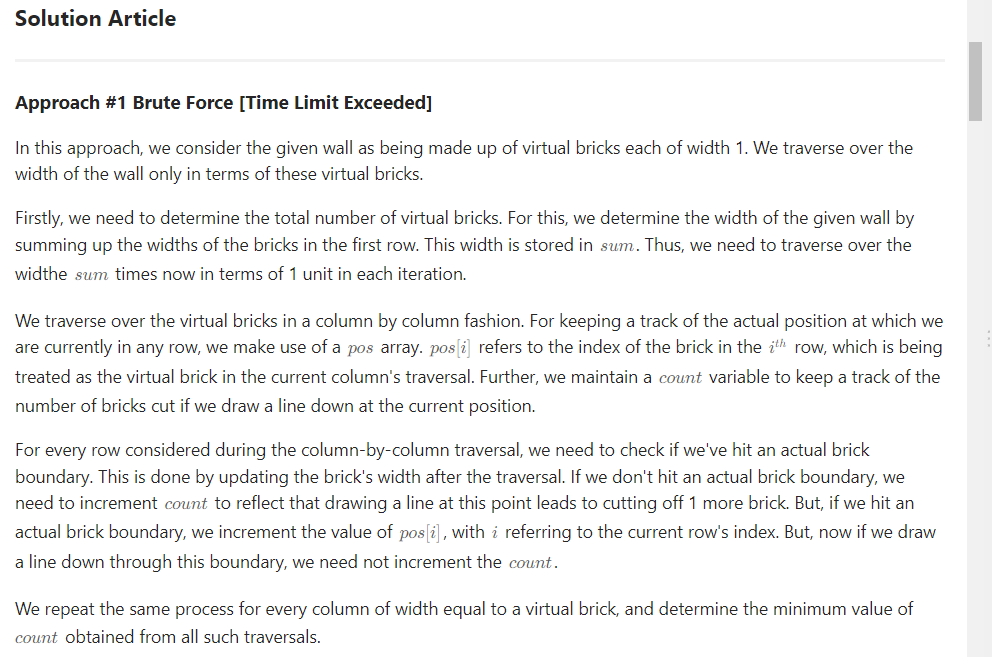 Solution Article
Approach #1 Brute Force [Time Limit Exceeded]
In this approach, we consider the given wall as being made up of virtual bricks each of width 1. We traverse over the
width of the wall only in terms of these virtual bricks.
Firstly, we need to determine the total number of virtual bricks. For this, we determine the width of the given wall by
summing up the widths of the bricks in the first row. This width is stored in sum. Thus, we need to traverse over the
widthe sum times now in terms of 1 unit in each iteration.
We traverse over the virtual bricks in a column by column fashion. For keeping a track of the actual position at which we
are currently in any row, we make use of a pos array. pos[i] refers to the index of the brick in the i^th row, which is being
treated as the virtual brick in the current column's traversal. Further, we maintain a count variable to keep a track of the
number of bricks cut if we draw a line down at the current position.
For every row considered during the column-by-column traversal, we need to check if we've hit an actual brick
boundary. This is done by updating the brick's width after the traversal. If we don't hit an actual brick boundary, we
need to increment count to reflect that drawing a line at this point leads to cutting off 1 more brick. But, if we hit an
actual brick boundary, we increment the value of pos[i], with i referring to the current row's index. But, now if we draw
a line down through this boundary, we need not increment the count.
We repeat the same process for every column of width equal to a virtual brick, and determine the minimum value of
count obtained from all such traversals.